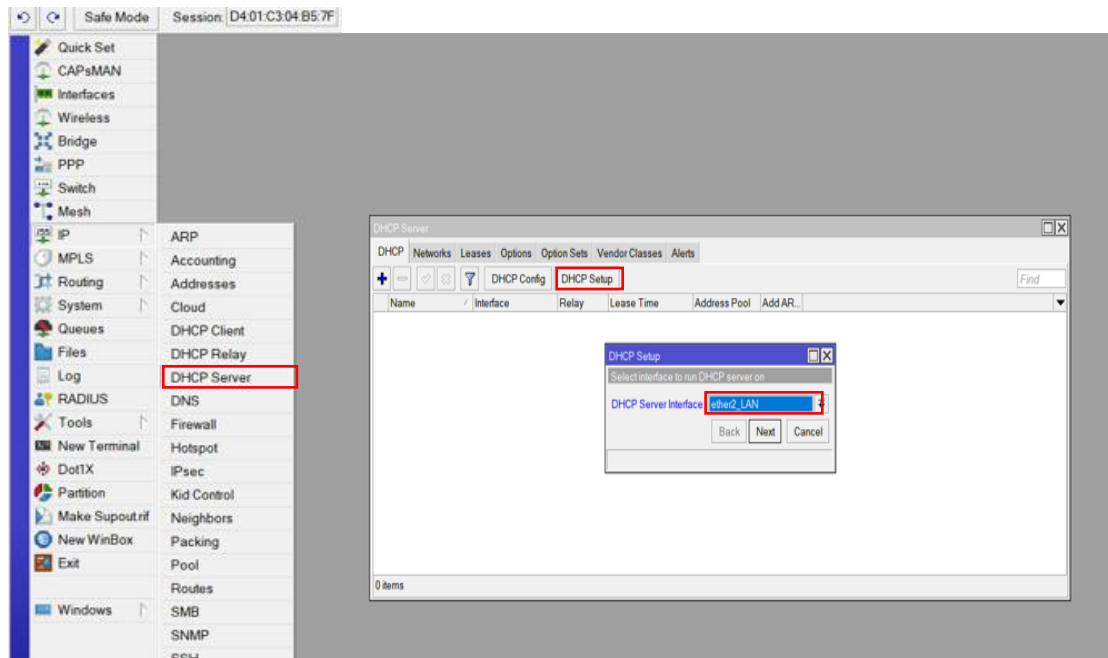 Safe Mode Session: D4:01:C3:04:B5:7F
Quick Set
CAPsMAN
Interfaces
Wireless
Bridge
PPP
Switch
Mesh
IP
MPLS
Routing
System
Queues
Files
Log
RADIUS
Tools
New Terminal
Dot1X
Partition
Make Supout.rif
New WinBox
Exit
Windows
ARP
Accounting
Addresses
Cloud
DHCP Client
DHCP Relay
DHCP Server
DNS
Firewall
Hotspot
IPsec
Kid Control
Neighbors
Packing
Pool
Routes
SMB
SNMP
SSH
DHCP Server
DHCP Networks Leases Options Option Sets Vendor Classes Alerts
DHCP Config DHCP Setup Find
Name Interface Relay Lease Time Address Pool Add AR...
DHCP Setup
Select interface to run DHCP server on
DHCP Server Interface: ether2_LAN
Back Next Cancel
0 items